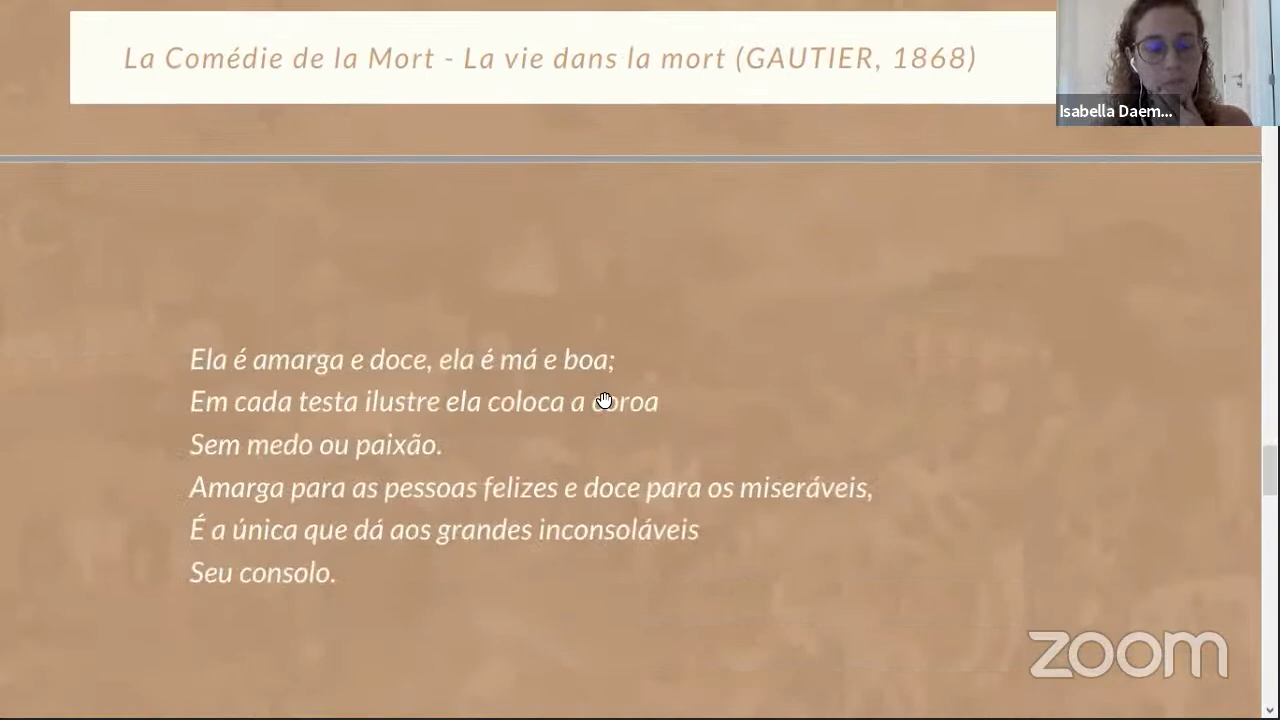 La Comédie de la Mort - La vie dans la mort (GAUTIER, 1868)
Isabella Daem...
Ela é amarga e doce, ela é má e boa;
Em cada testa ilustre ela coloca a coroa
Sem medo ou paixão.
Amarga para as pessoas felizes e doce para os miseráveis,
É a única que dá aos grandes inconsoláveis
Seu consolo.
zoom